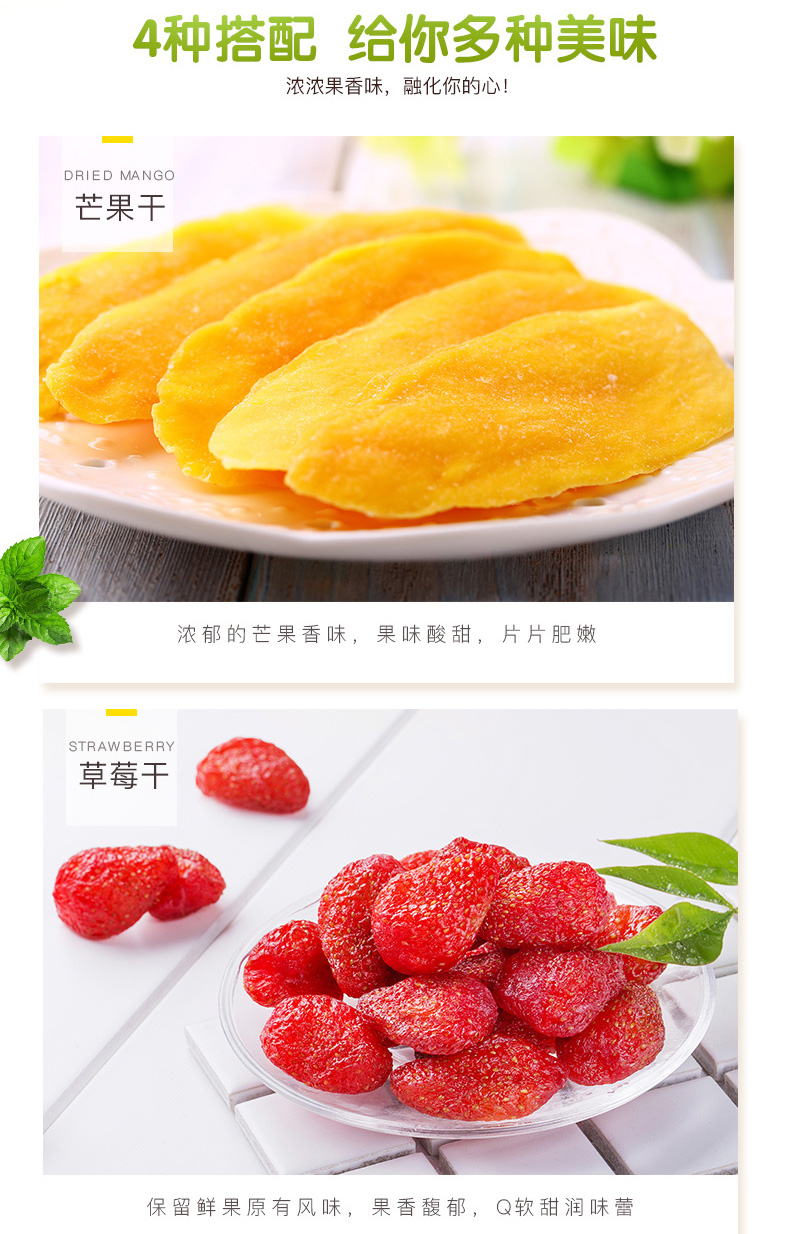 4种搭配 给你多种美味
浓浓果香味，融化你的心！
DRIED MANGO
芒果干
浓郁的芒果香味，果味酸甜，片片肥嫩
STRAWBERRY
草莓干
保留鲜果原有风味，果香馥郁，Q软甜润味蕾